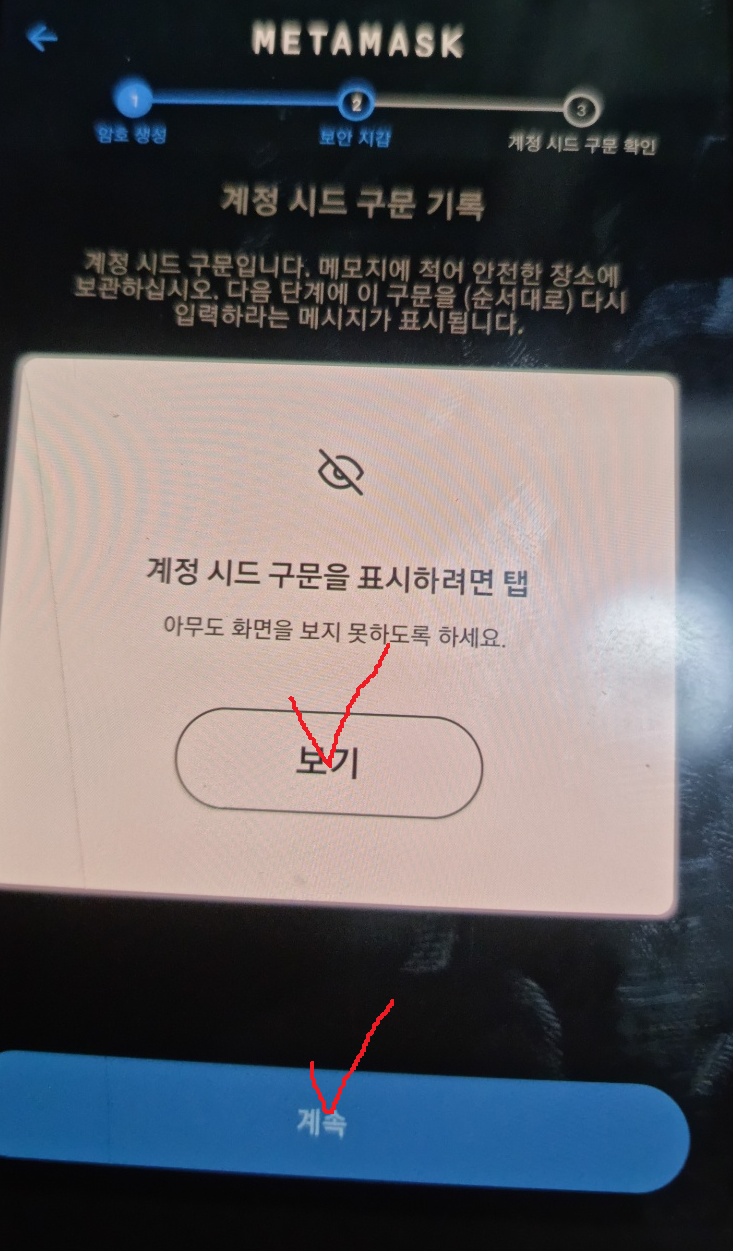 METAMASK
1 2 3
암호 생성 보안 지갑 계정 시드 구문 확인
계정 시드 구문 기록
계정 시드 구문입니다. 메모지에 적어 안전한 장소에
보관하십시오. 다음 단계에 이 구문을 (순서대로) 다시
입력하라는 메시지가 표시됩니다.
계정 시드 구문을 표시하려면 탭
아무도 화면을 보지 못하도록 하세요.
보기
계속